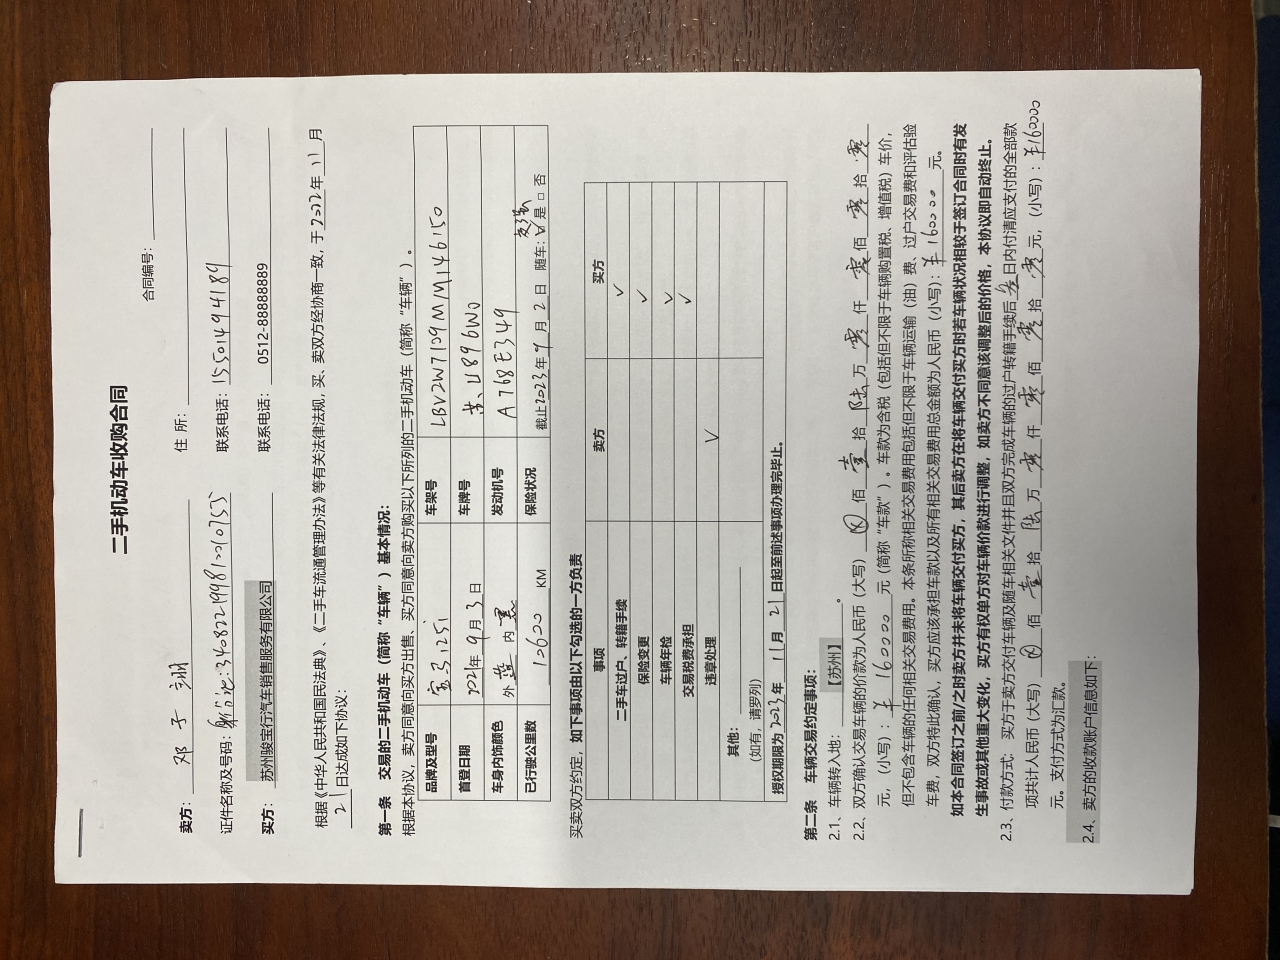 二手机动车收购合同
合同编号：
卖方： 邓子翊 住 所：
证件名称及号码：身份证：340822199810010755 联系电话：15501494189
买方： 苏州骏宝行汽车销售服务有限公司 联系电话： 0512-88888889
根据《中华人民共和国民法典》、《二手车流通管理办法》等有关法律法规，买、卖双方经协商一致，于2022年11月
21日达成如下协议：
第一条 交易的二手机动车（简称“车辆”）基本情况：
根据本协议，卖方同意向买方出售、买方同意向卖方购买以下所列的二手机动车（简称“车辆”）。
品牌及型号 宝马125i 车架号 LBV2W7109MM146150
首登日期 2021年9月3日 车牌号 苏U896W0
车身内饰颜色 外 蓝 内 黑 发动机号 A768E349
已行驶公里数 10600 KM 保险状况 截止2023年9月2日 随车：☑是 □否
买卖双方约定，如下事项由以下勾选的一方负责
事项 卖方 买方
二手车过户、转籍手续 ✓
保险变更 ✓
车辆年检 ✓
交易税费承担 ✓
违章处理 ✓
其他：
（如有，请罗列）
授权期限为2023年11月21日起至前述事项办理完毕止。
第二条 车辆交易约定事项：
2.1、车辆转入地： 【苏州】 。
2.2、双方确认交易车辆的价款为人民币（大写）⊗佰壹拾陆万零仟零佰零拾零
元，（小写）：¥160000元（简称“车款”）。车款为含税（包括但不限于车辆购置税、增值税）车价，
但不包含车辆的任何相关交易费用。本条所称相关交易费用包括但不限于车辆运输（油）费、过户交易费和评估验
车费，双方特此确认，买方应该承担车款以及所有相关交易费用总金额为人民币（小写）：¥160000元。
如本合同签订之前/之时卖方并未将车辆交付买方，其后卖方在将车辆交付买方时若车辆状况相较于签订合同时有发
生事故或其他重大变化，买方有权单方对车辆价款进行调整，如卖方不同意该调整后的价格，本协议即自动终止。
2.3、付款方式： 买方于卖方交付车辆及随车相关文件并且双方完成车辆的过户转籍手续后 日内付清应支付的全部款
项共计人民币（大写）⊗佰壹拾陆万零仟零佰零拾零元，（小写）：¥160000
元。支付方式为汇款。
2.4、卖方的收款账户信息如下：